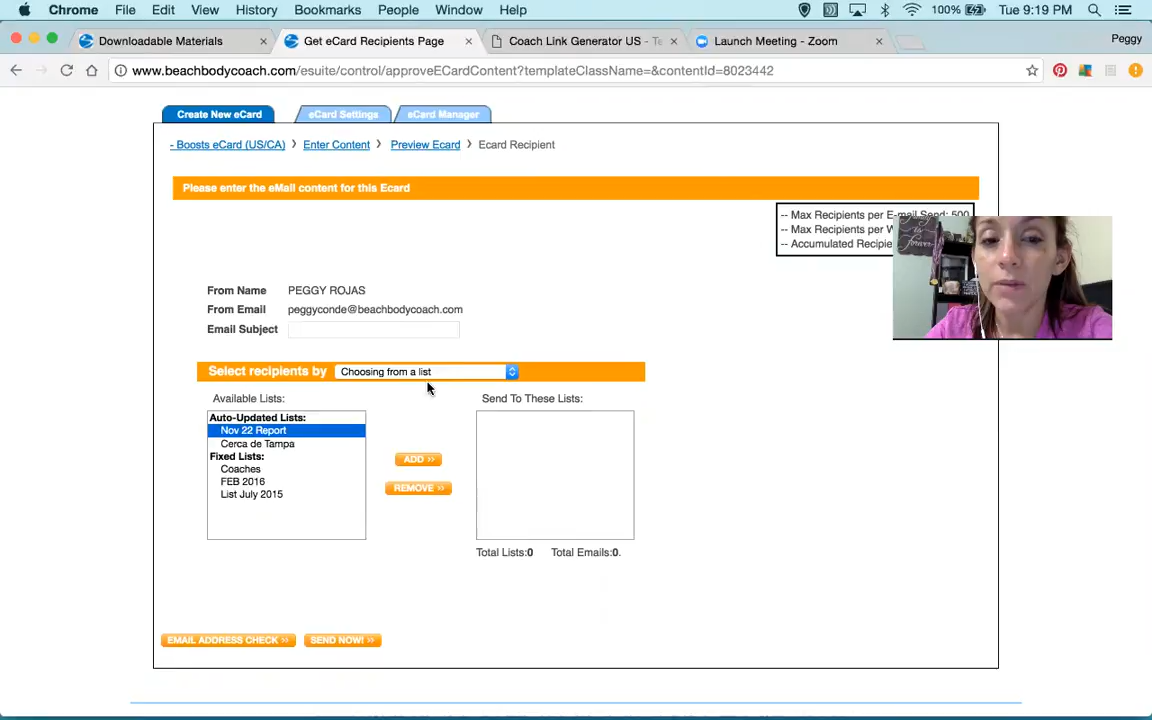 Chrome File Edit View History Bookmarks People Window Help 100% Tue 9:19 PM
Downloadable Materials × Get eCard Recipients Page × Coach Link Generator US - Te × Launch Meeting - Zoom × Peggy
www.beachbodycoach.com/esuite/control/approveECardContent?templateClassName=&contentId=8023442
Create New eCard eCard Settings eCard Manager
- Boosts eCard (US/CA) Enter Content Preview Ecard Ecard Recipient
Please enter the eMail content for this Ecard
-- Max Recipients per E-mail Send: 500
-- Max Recipients per W
-- Accumulated Recipie
is
forever
From Name PEGGY ROJAS
From Email peggyconde@beachbodycoach.com
Email Subject
Select recipients by Choosing from a list
Available Lists: Send To These Lists:
Auto-Updated Lists:
Nov 22 Report
Cerca de Tampa
Fixed Lists:
Coaches
FEB 2016
List July 2015
ADD >>
REMOVE >>
Total Lists:0 Total Emails:0.
EMAIL ADDRESS CHECK >> SEND NOW! >>